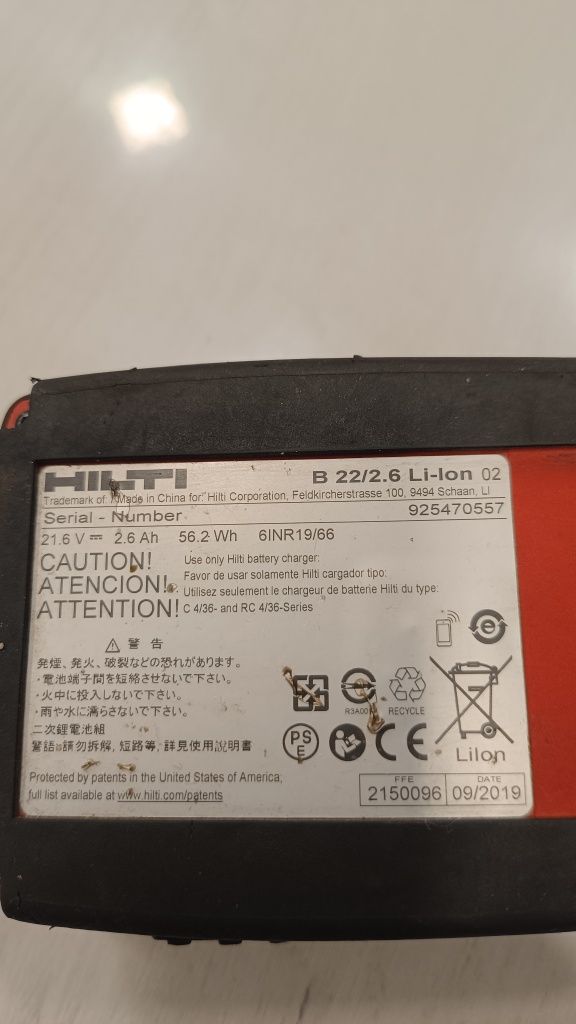 HILTI
B 22/2.6 Li-Ion 02
Trademark of: / Made in China for: Hilti Corporation, Feldkircherstrasse 100, 9494 Schaan, LI
Serial - Number 925470557
21.6 V 2.6 Ah 56.2 Wh 6INR19/66
CAUTION! Use only Hilti battery charger:
ATENCION! Favor de usar solamente Hilti cargador tipo:
ATTENTION! Utilisez seulement le chargeur de batterie Hilti du type:
C 4/36- and RC 4/36-Series
警 告
発煙、発火、破裂などの恐れがあります。
・電池端子間を短絡させないで下さい。
・火中に投入しないで下さい。
・雨や水に濡らさないで下さい。
二次鋰電池組
警語:請勿拆解, 短路等, 詳見使用說明書
R3A00
RECYCLE
PS
E
CE
LiIon
Protected by patents in the United States of America,
full list available at www.hilti.com/patents
FFE DATE
2150096 09/2019